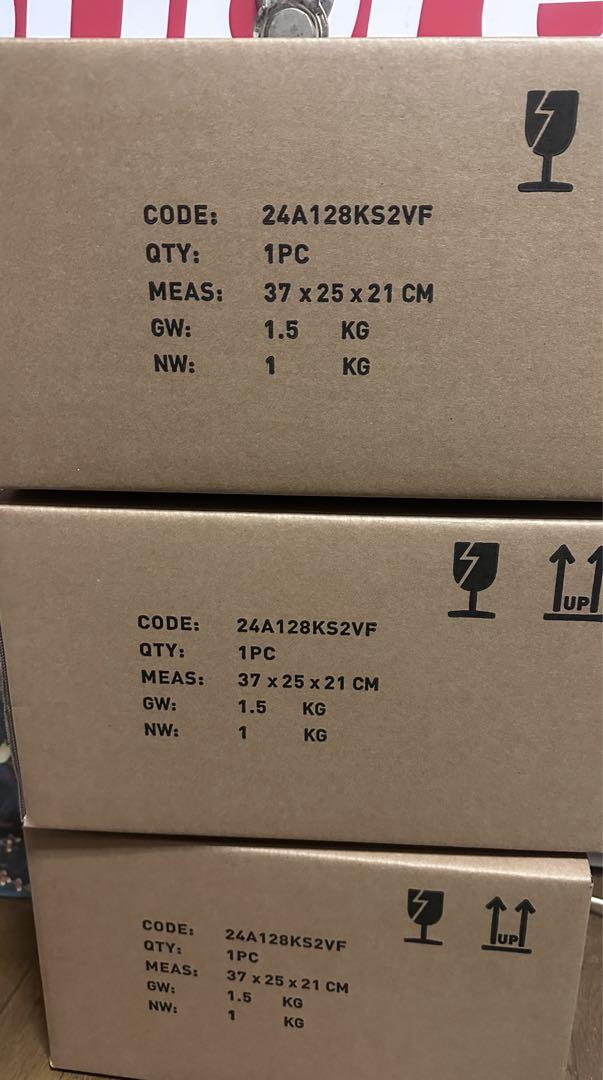 CODE: 24A128KS2VF
QTY: 1PC
MEAS: 37 x 25 x 21 CM
GW: 1.5 KG
NW: 1 KG
UP
CODE: 24A128KS2VF
QTY: 1PC
MEAS: 37 x 25 x 21 CM
GW: 1.5 KG
NW: 1 KG
UP
CODE: 24A128KS2VF
QTY: 1PC
MEAS: 37 x 25 x 21 CM
GW: 1.5 KG
NW: 1 KG